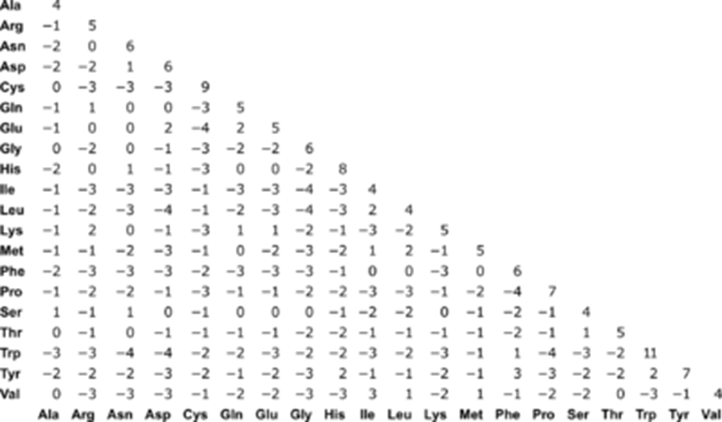 Ala 4
Arg −1 5
Asn −2 0 6
Asp −2 −2 1 6
Cys 0 −3 −3 −3 9
Gln −1 1 0 0 −3 5
Glu −1 0 0 2 −4 2 5
Gly 0 −2 0 −1 −3 −2 −2 6
His −2 0 1 −1 −3 0 0 −2 8
Ile −1 −3 −3 −3 −1 −3 −3 −4 −3 4
Leu −1 −2 −3 −4 −1 −2 −3 −4 −3 2 4
Lys −1 2 0 −1 −3 1 1 −2 −1 −3 −2 5
Met −1 −1 −2 −3 −1 0 −2 −3 −2 1 2 −1 5
Phe −2 −3 −3 −3 −2 −3 −3 −3 −1 0 0 −3 0 6
Pro −1 −2 −2 −1 −3 −1 −1 −2 −2 −3 −3 −1 −2 −4 7
Ser 1 −1 1 0 −1 0 0 0 −1 −2 −2 0 −1 −2 −1 4
Thr 0 −1 0 −1 −1 −1 −1 −2 −2 −1 −1 −1 −1 −2 −1 1 5
Trp −3 −3 −4 −4 −2 −2 −3 −2 −2 −3 −2 −3 −1 1 −4 −3 −2 11
Tyr −2 −2 −2 −3 −2 −1 −2 −3 2 −1 −1 −2 −1 3 −3 −2 −2 2 7
Val 0 −3 −3 −3 −1 −2 −2 −3 −3 3 1 −2 1 −1 −2 −2 0 −3 −1 4
Ala Arg Asn Asp Cys Gln Glu Gly His Ile Leu Lys Met Phe Pro Ser Thr Trp Tyr Val